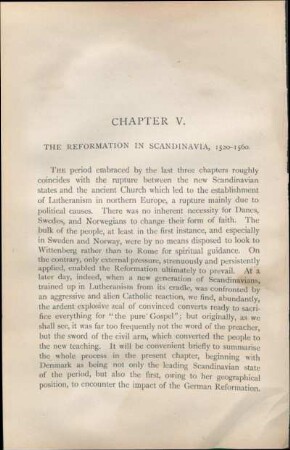 CHAPTER V.
THE REFORMATION IN SCANDINAVIA, 1520-1560.
THE period embraced by the last three chapters roughly
coincides with the rupture between the new Scandinavian
states and the ancient Church which led to the establishment
of Lutheranism in northern Europe, a rupture mainly due to
political causes. There was no inherent necessity for Danes,
Swedes, and Norwegians to change their form of faith. The
bulk of the people, at least in the first instance, and especially
in Sweden and Norway, were by no means disposed to look to
Wittenberg rather than to Rome for spiritual guidance. On
the contrary, only external pressure, strenuously and persistently
applied, enabled the Reformation ultimately to prevail. At a
later day, indeed, when a new generation of Scandinavians,
trained up in Lutheranism from its cradle, was confronted by
an aggressive and alien Catholic reaction, we find, abundantly,
the ardent explosive zeal of convinced converts ready to sacri-
fice everything for "the pure Gospel"; but originally, as we
shall see, it was far too frequently not the word of the preacher,
but the sword of the civil arm, which converted the people to
the new teaching. It will be convenient briefly to summarise
the whole process in the present chapter, beginning with
Denmark as being not only the leading Scandinavian state
of the period, but also the first, owing to her geographical
position, to encounter the impact of the German Reformation.